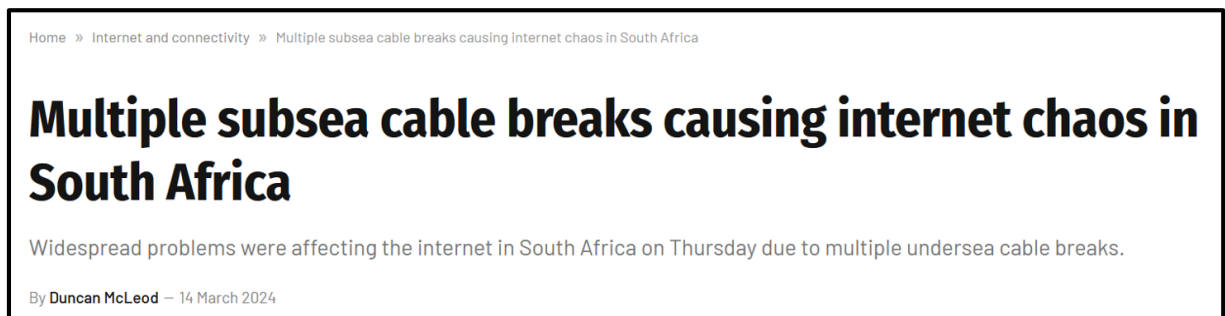 Home » Internet and connectivity » Multiple subsea cable breaks causing internet chaos in South Africa
Multiple subsea cable breaks causing internet chaos in
South Africa
Widespread problems were affecting the internet in South Africa on Thursday due to multiple undersea cable breaks.
By Duncan McLeod — 14 March 2024